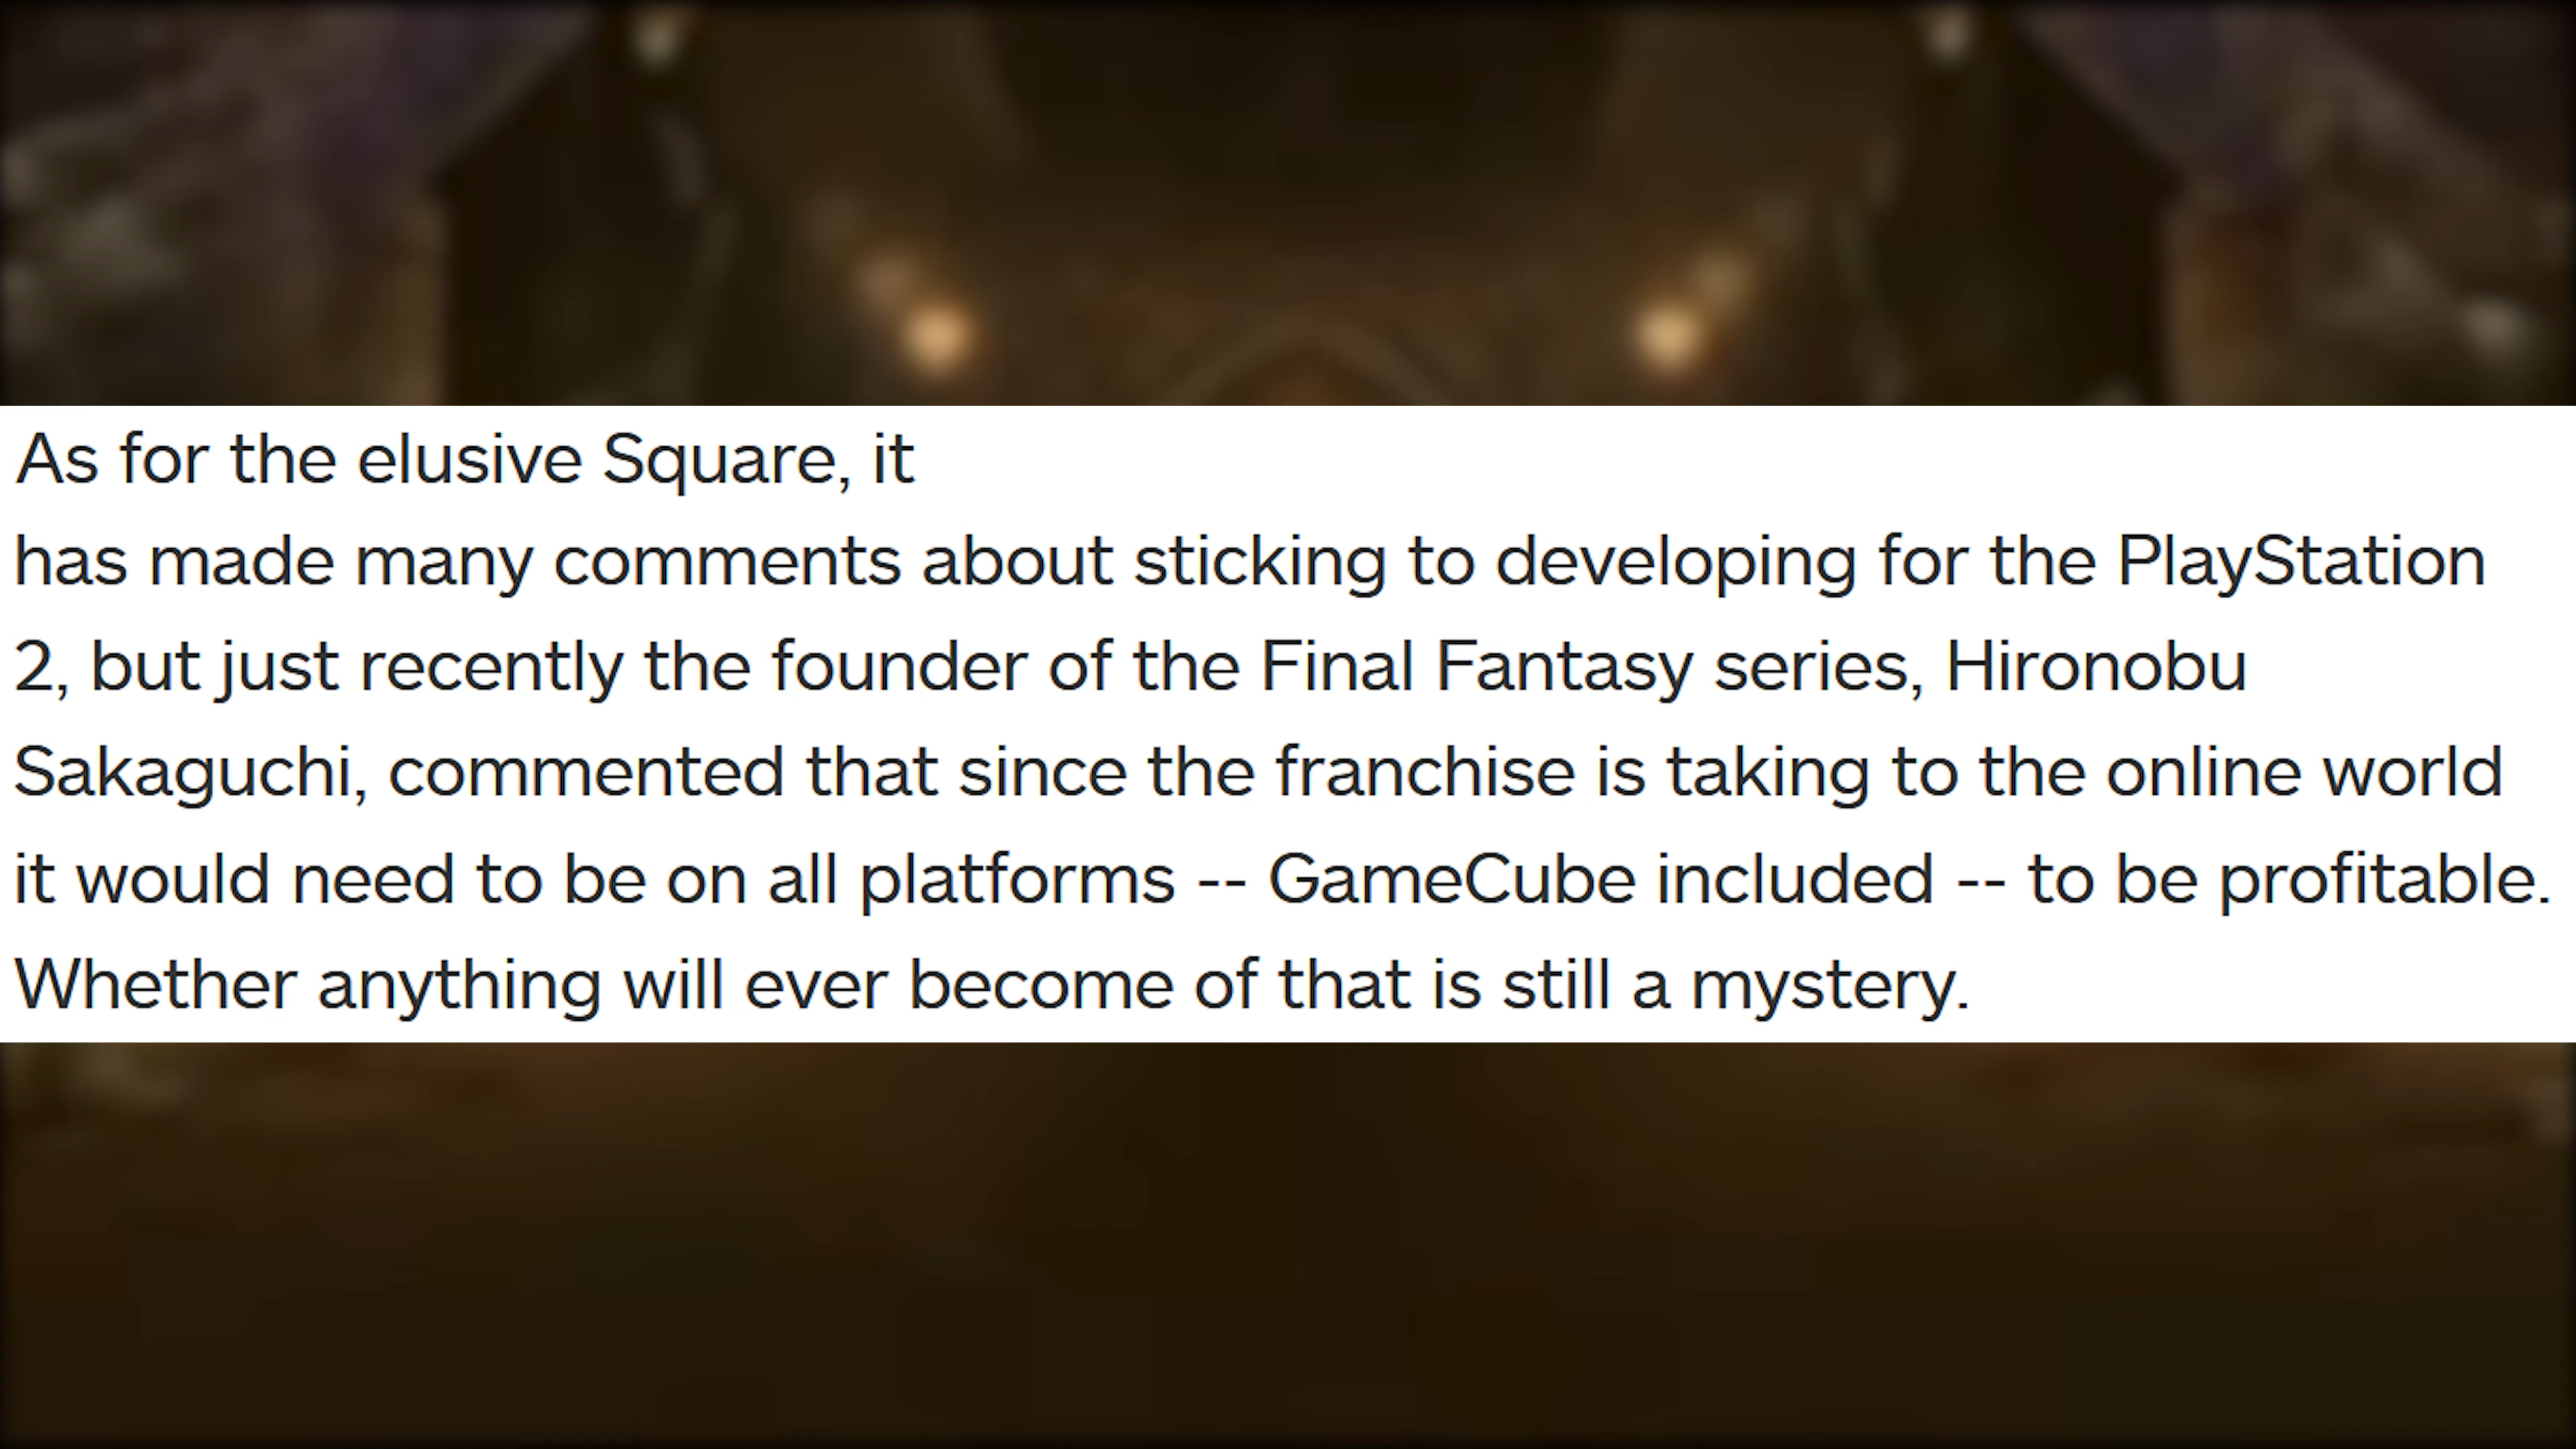 As for the elusive Square, it
has made many comments about sticking to developing for the PlayStation
2, but just recently the founder of the Final Fantasy series, Hironobu
Sakaguchi, commented that since the franchise is taking to the online world
it would need to be on all platforms -- GameCube included -- to be profitable.
Whether anything will ever become of that is still a mystery.